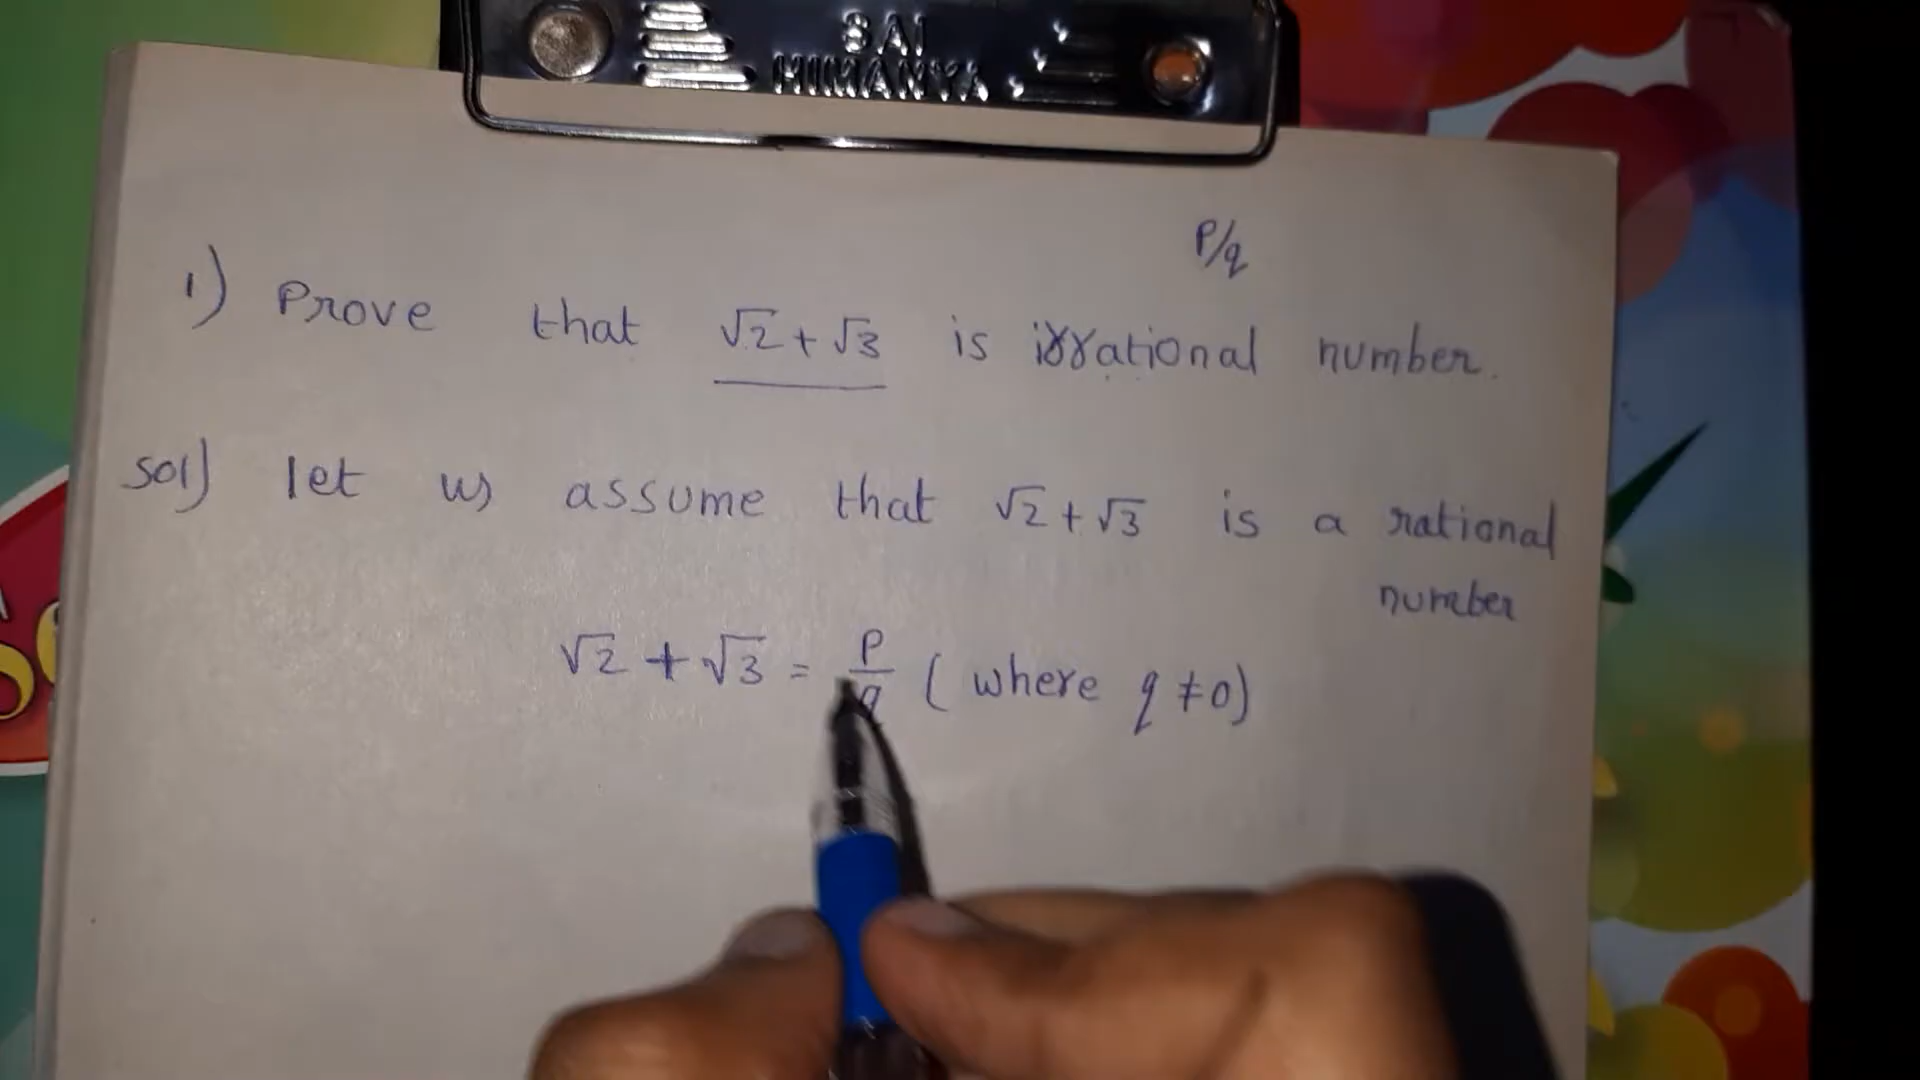 SAI
HIMANYA
P/q
1) Prove that √2+√3 is irrational number.
Sol) let us assume that √2+√3 is a rational
number
√2 + √3 = p/q (where q ≠ 0)